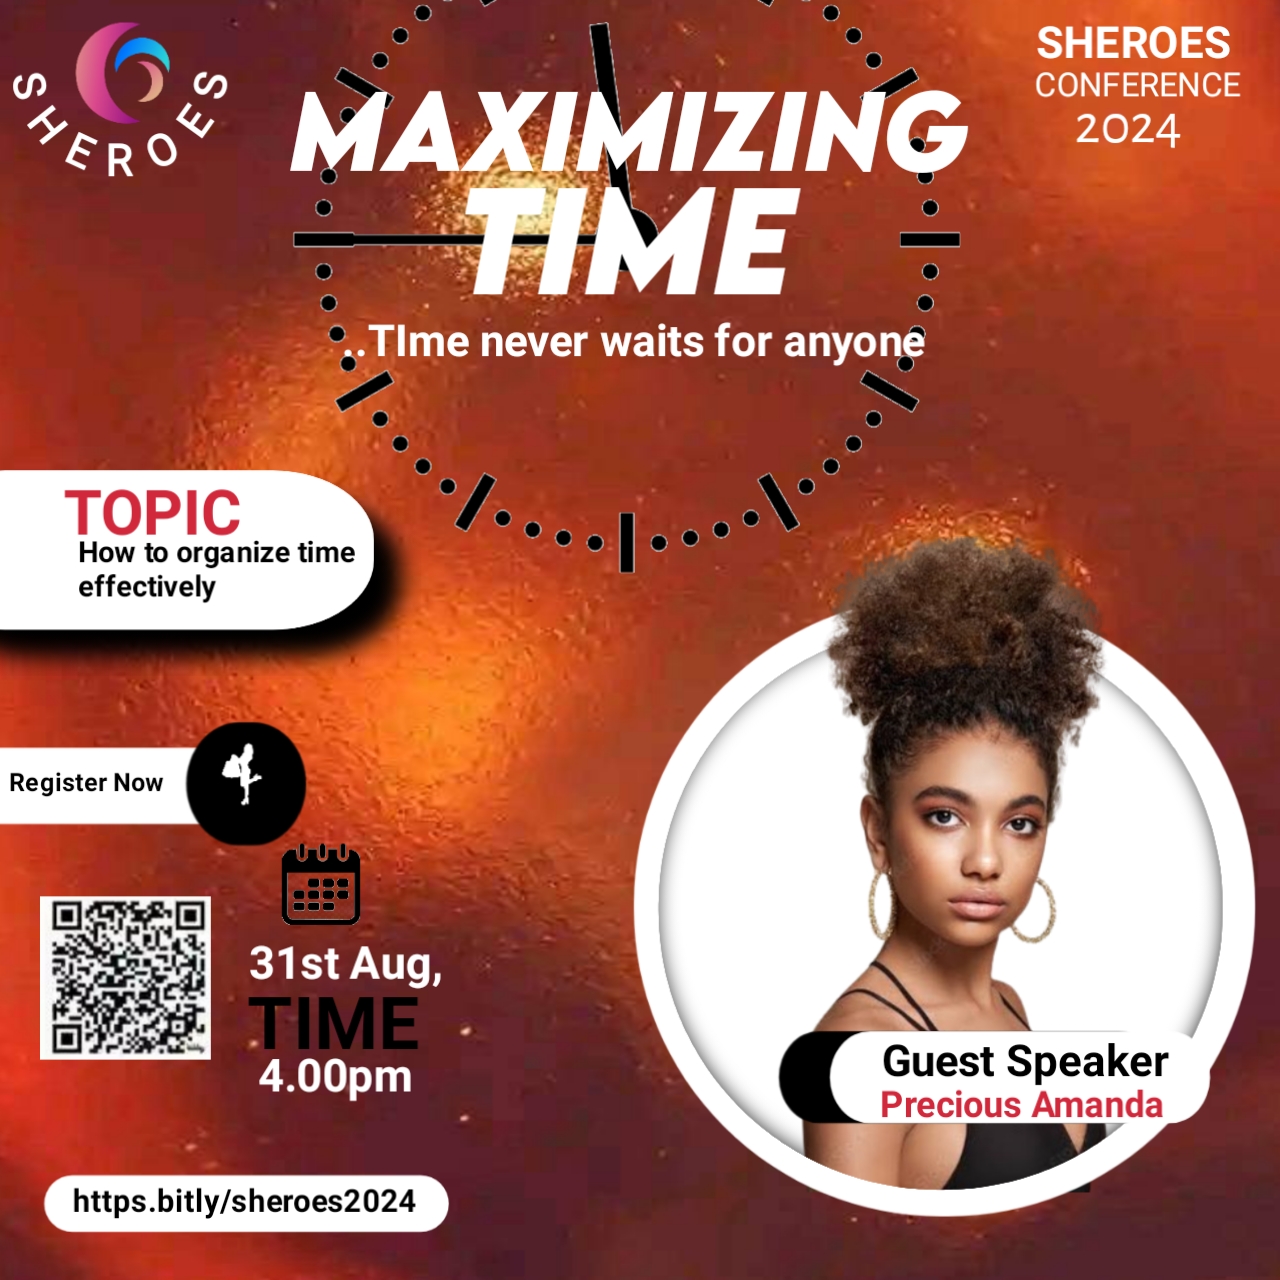 SHEROES
SHEROES
CONFERENCE
2024
MAXIMIZING
TIME
..TIme never waits for anyone
TOPIC
How to organize time
effectively
Register Now
31st Aug,
TIME
4.00pm
Guest Speaker
Precious Amanda
https.bitly/sheroes2024